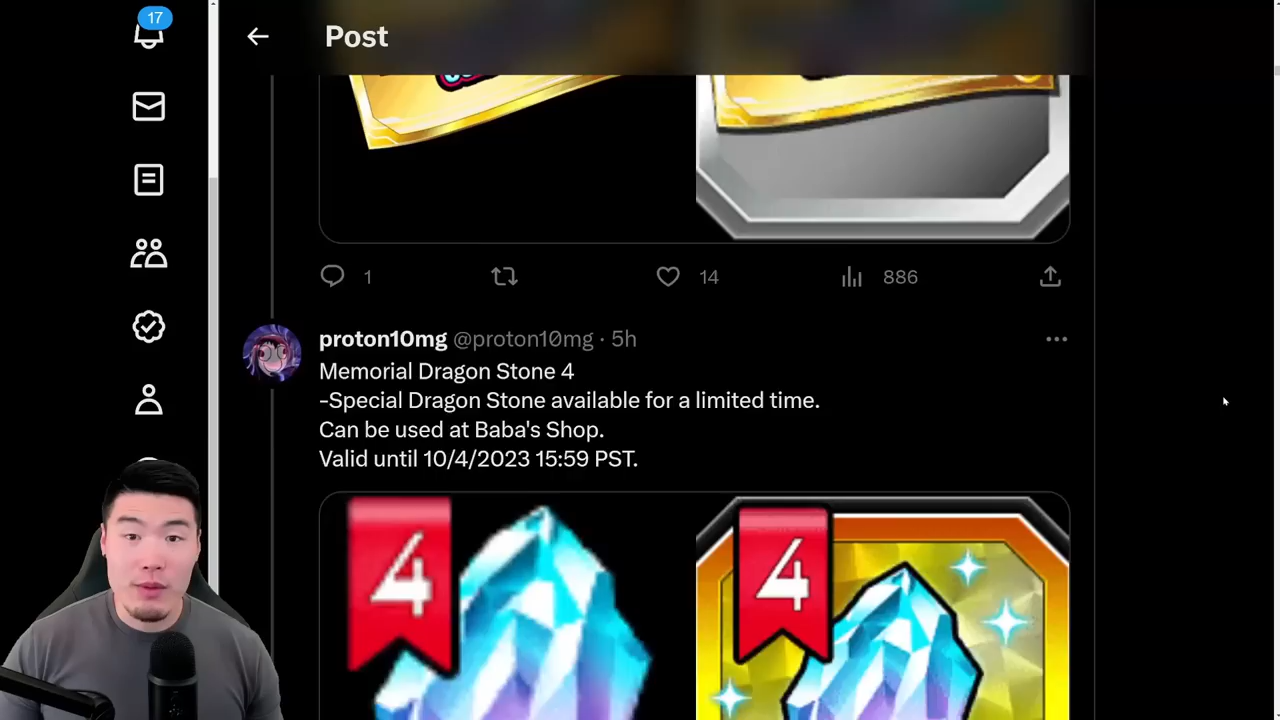 17
Post
1
14
886
proton10mg @proton10mg · 5h
Memorial Dragon Stone 4
-Special Dragon Stone available for a limited time.
Can be used at Baba's Shop.
Valid until 10/4/2023 15:59 PST.
4
4